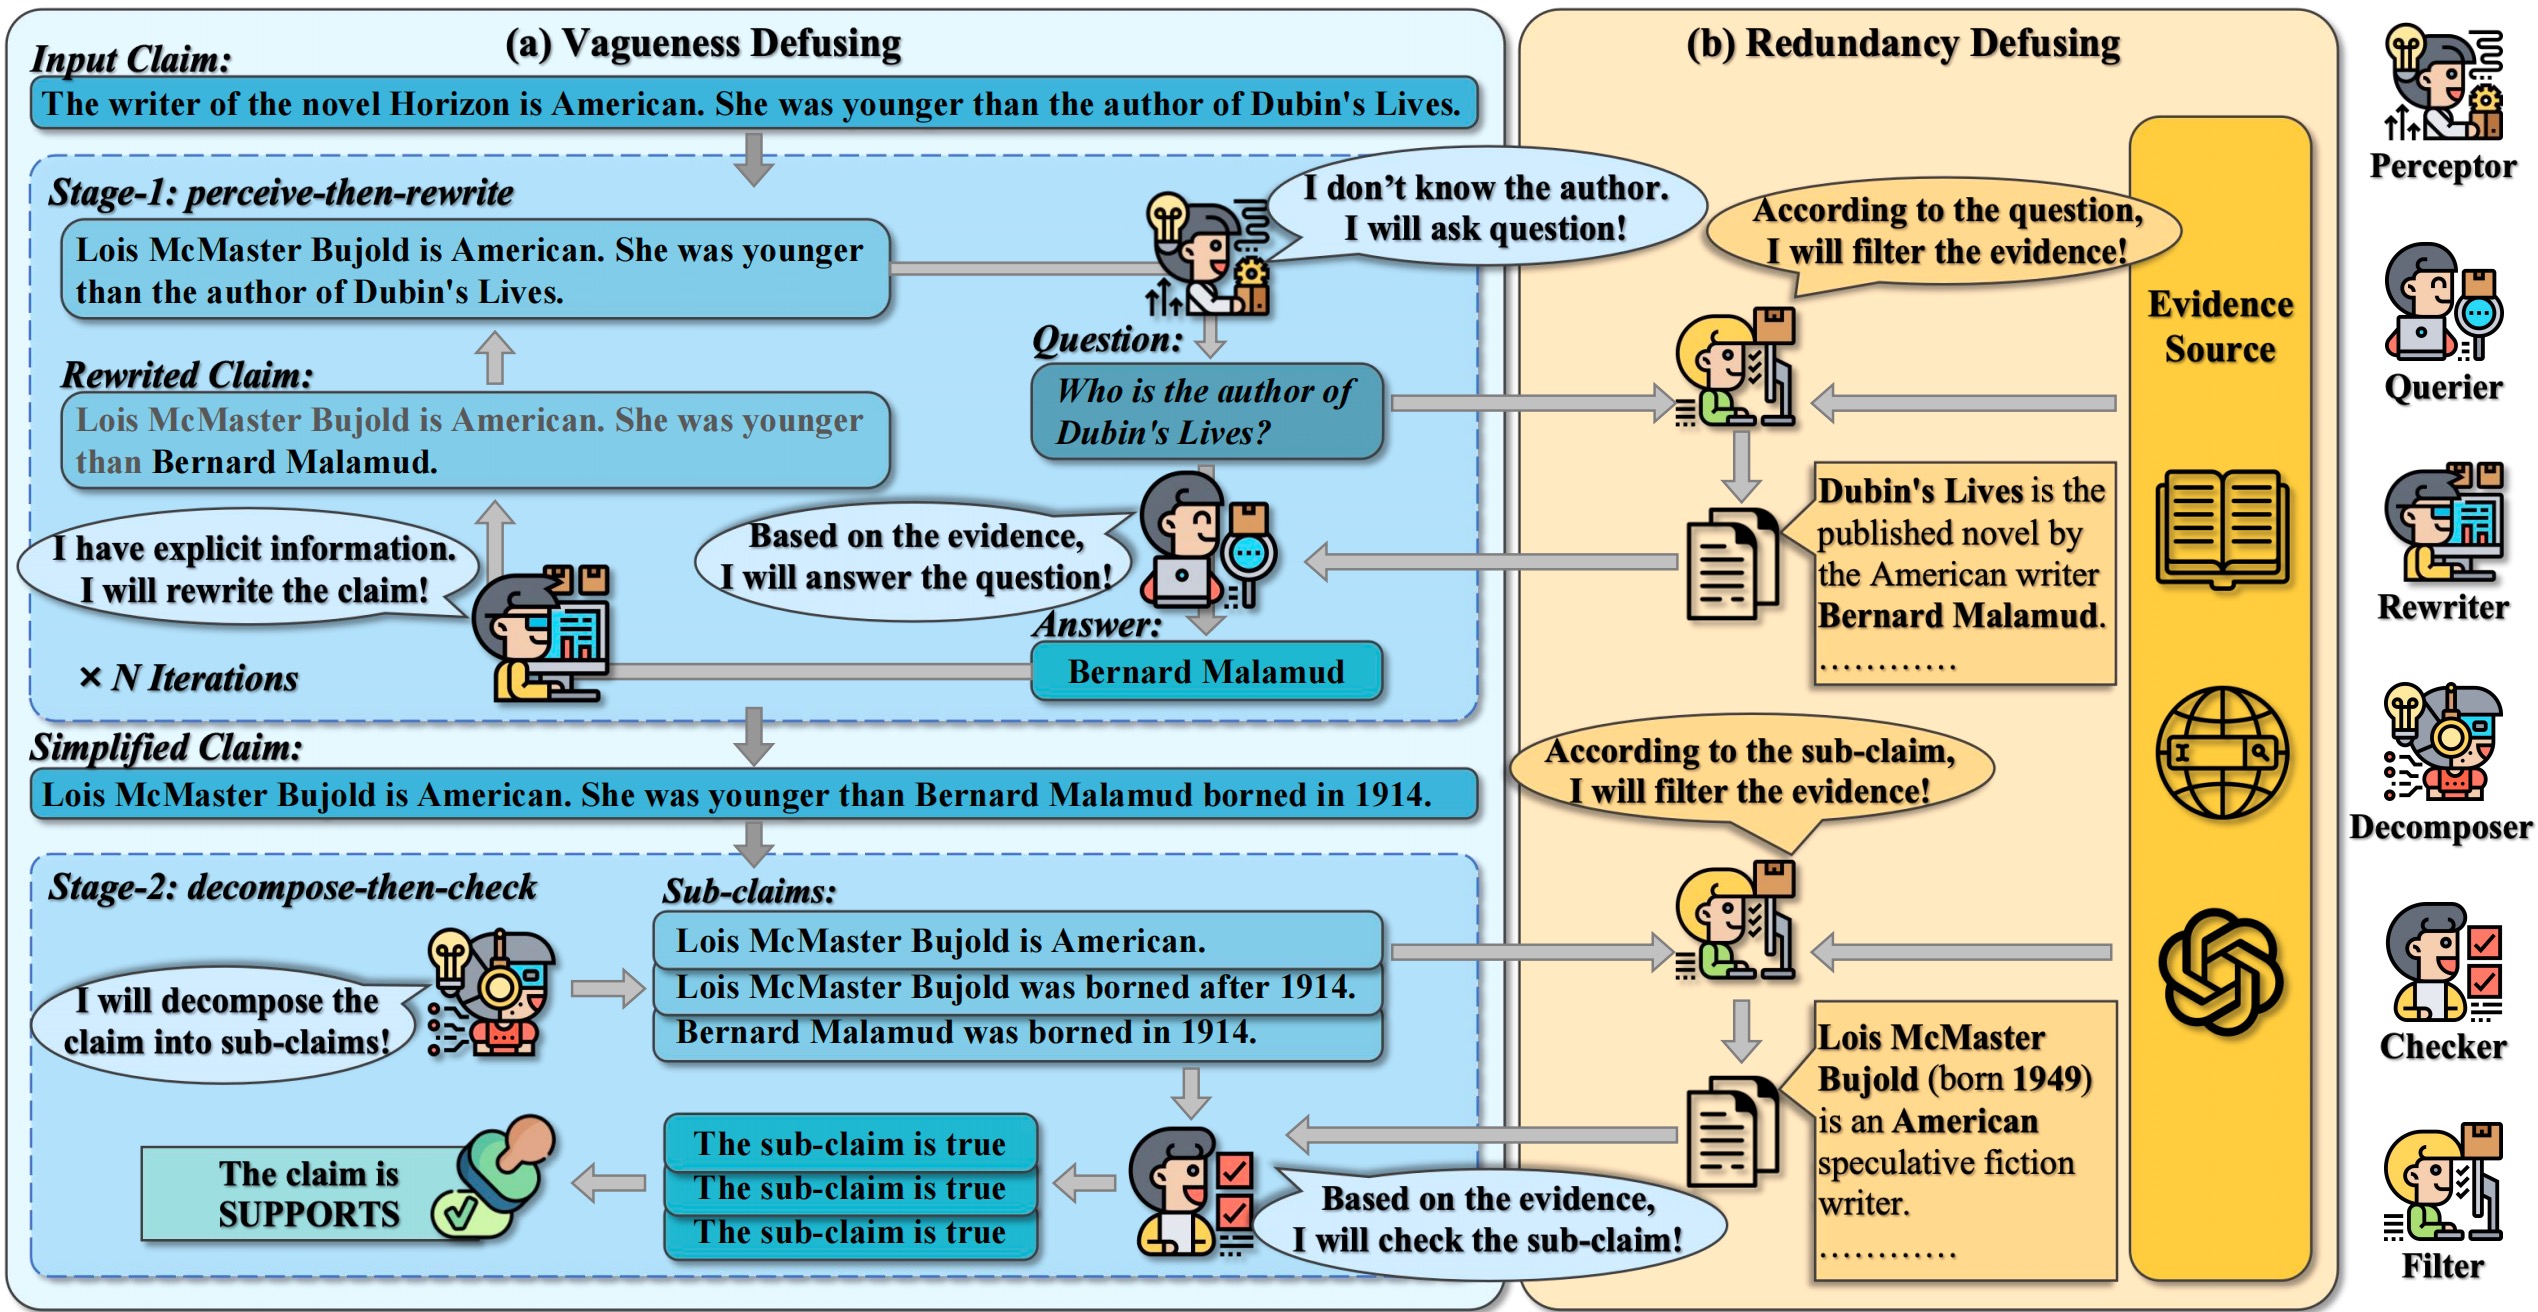 (a) Vagueness Defusing
Input Claim:
The writer of the novel Horizon is American. She was younger than the author of Dubin's Lives.
Stage-1: perceive-then-rewrite
Lois McMaster Bujold is American. She was younger
than the author of Dubin's Lives.
I don’t know the author.
I will ask question!
Question:
Who is the author of
Dubin's Lives?
Rewrited Claim:
Lois McMaster Bujold is American. She was younger
than Bernard Malamud.
I have explicit information.
I will rewrite the claim!
Based on the evidence,
I will answer the question!
Answer:
Bernard Malamud
× N Iterations
Simplified Claim:
Lois McMaster Bujold is American. She was younger than Bernard Malamud borned in 1914.
Stage-2: decompose-then-check
I will decompose the
claim into sub-claims!
Sub-claims:
Lois McMaster Bujold is American.
Lois McMaster Bujold was borned after 1914.
Bernard Malamud was borned in 1914.
The sub-claim is true
The sub-claim is true
The sub-claim is true
The claim is
SUPPORTS
Based on the evidence,
I will check the sub-claim!
(b) Redundancy Defusing
According to the question,
I will filter the evidence!
Dubin's Lives is the
published novel by
the American writer
Bernard Malamud.
............
According to the sub-claim,
I will filter the evidence!
Lois McMaster
Bujold (born 1949)
is an American
speculative fiction
writer.
............
Evidence
Source
I
Perceptor
Querier
Rewriter
Decomposer
Checker
Filter